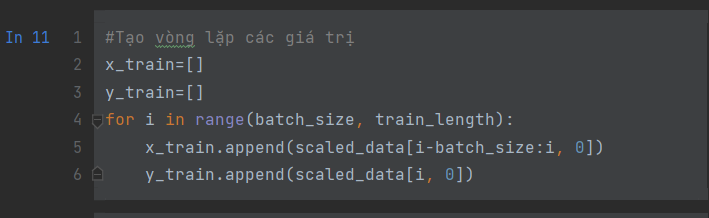 In 11 1 #Tạo vòng lặp các giá trị
2 x_train=[]
3 y_train=[]
4 for i in range(batch_size, train_length):
5 x_train.append(scaled_data[i-batch_size:i, 0])
6 y_train.append(scaled_data[i, 0])